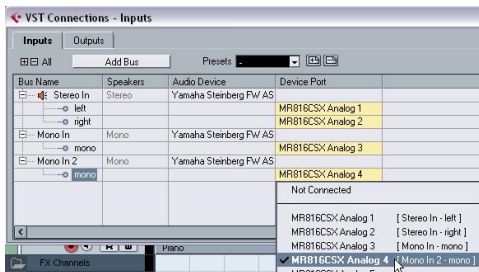 VST Connections - Inputs
Inputs Outputs
All Add Bus Presets -
Bus Name Speakers Audio Device Device Port
Stereo In Stereo Yamaha Steinberg FW AS
left MR816CSX Analog 1
right MR816CSX Analog 2
Mono In Mono Yamaha Steinberg FW AS
mono MR816CSX Analog 3
Mono In 2 Mono Yamaha Steinberg FW AS
mono MR816CSX Analog 4
Not Connected
MR816CSX Analog 1 [ Stereo In - left ]
MR816CSX Analog 2 [ Stereo In - right ]
MR816CSX Analog 3 [ Mono In - mono ]
MR816CSX Analog 4 [ Mono In 2 - mono ]
R W Piano
FX Channels